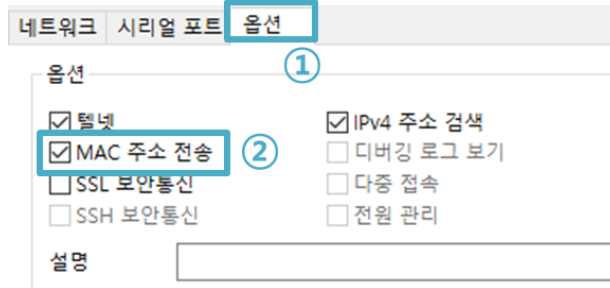 네트워크 시리얼 포트 옵션
①
옵션
텔넷 IPv4 주소 검색
MAC 주소 전송 ② 디버깅 로그 보기
SSL 보안통신 다중 접속
SSH 보안통신 전원 관리
설명